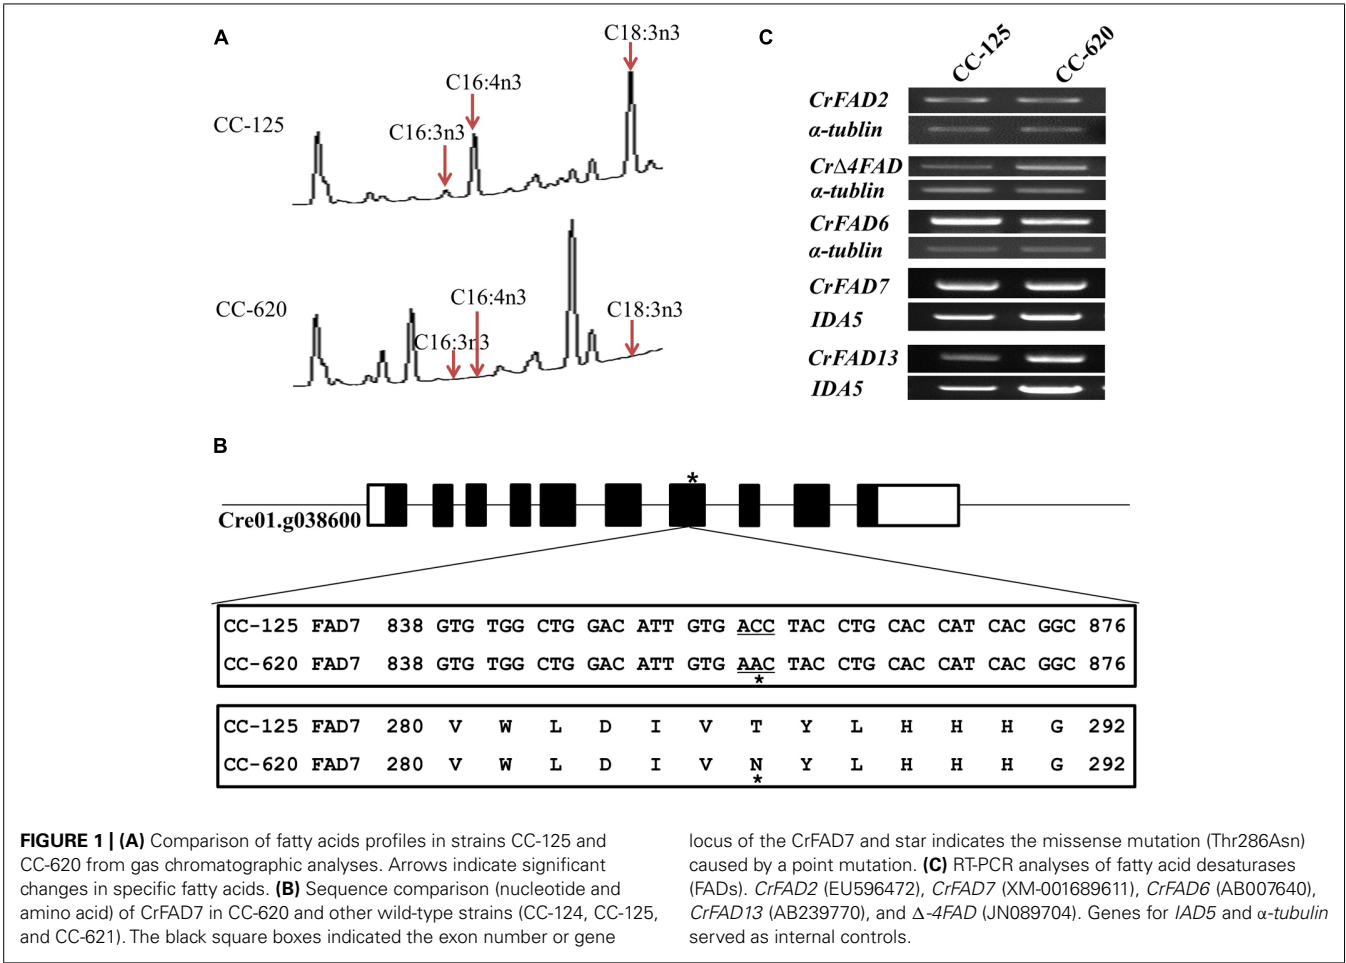 A
C18:3n3
C16:4n3
CC-125
C16:3n3
CC-620
C16:4n3
C18:3n3
C16:3n3
C
CC-125
CC-620
CrFAD2
α-tublin
CrΔ4FAD
α-tublin
CrFAD6
α-tublin
CrFAD7
IDA5
CrFAD13
IDA5
B
*
Cre01.g038600
CC-125 FAD7 838 GTG TGG CTG GAC ATT GTG ACC TAC CTG CAC CAT CAC GGC 876
CC-620 FAD7 838 GTG TGG CTG GAC ATT GTG AAC TAC CTG CAC CAT CAC GGC 876
*
CC-125 FAD7 280 V W L D I V T Y L H H H G 292
CC-620 FAD7 280 V W L D I V N Y L H H H G 292
*
FIGURE 1 | (A) Comparison of fatty acids profiles in strains CC-125 and
CC-620 from gas chromatographic analyses. Arrows indicate significant
changes in specific fatty acids. (B) Sequence comparison (nucleotide and
amino acid) of CrFAD7 in CC-620 and other wild-type strains (CC-124, CC-125,
and CC-621). The black square boxes indicated the exon number or gene
locus of the CrFAD7 and star indicates the missense mutation (Thr286Asn)
caused by a point mutation. (C) RT-PCR analyses of fatty acid desaturases
(FADs). CrFAD2 (EU596472), CrFAD7 (XM-001689611), CrFAD6 (AB007640),
CrFAD13 (AB239770), and Δ-4FAD (JN089704). Genes for IAD5 and α-tubulin
served as internal controls.